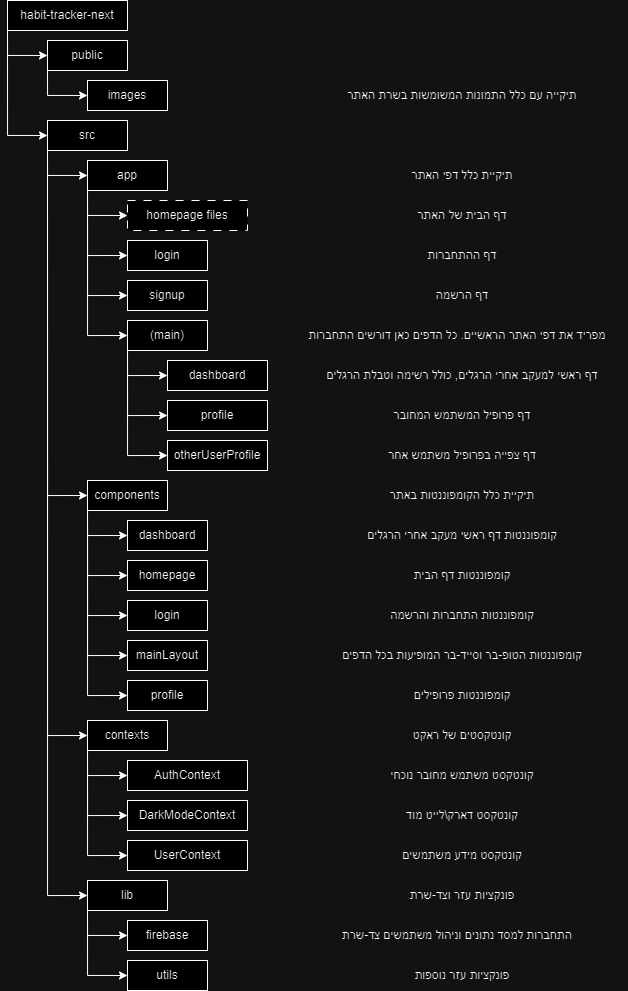 habit-tracker-next
public
images
תיקייה עם כלל התמונות המשומשות בשרת האתר
src
app
תיקיית כלל דפי האתר
homepage files
דף הבית של האתר
login
דף ההתחברות
signup
דף הרשמה
(main)
מפריד את דפי האתר הראשיים. כל הדפים כאן דורשים התחברות
dashboard
דף ראשי למעקב אחרי הרגלים, כולל רשימה וטבלת הרגלים
profile
דף פרופיל המשתמש המחובר
otherUserProfile
דף צפייה בפרופיל משתמש אחר
components
תיקיית כלל הקומפוננטות באתר
dashboard
קומפוננטות דף ראשי מעקב אחרי הרגלים
homepage
קומפוננטות דף הבית
login
קומפוננטות התחברות והרשמה
mainLayout
קומפוננטות הטופ-בר וסייד-בר המופיעות בכל הדפים
profile
קומפוננטות פרופילים
contexts
קונטקסטים של ראקט
AuthContext
קונטקסט משתמש מחובר נוכחי
DarkModeContext
קונטקסט דארק\לייט מוד
UserContext
קונטקסט מידע משתמשים
lib
פונקציות עזר וצד-שרת
firebase
התחברות למסד נתונים וניהול משתמשים צד-שרת
utils
פונקציות עזר נוספות